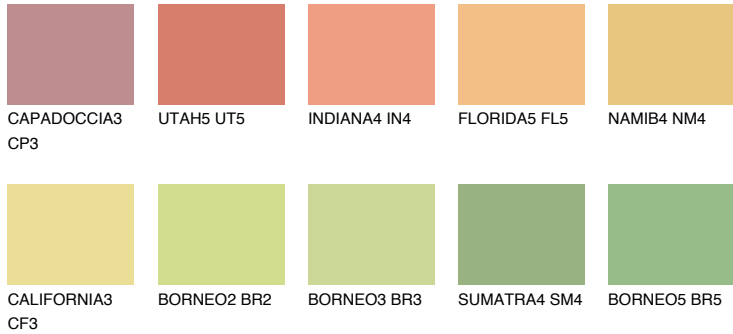 CAPADOCCIA3
CP3
UTAH5 UT5
INDIANA4 IN4
FLORIDA5 FL5
NAMIB4 NM4
CALIFORNIA3
CF3
BORNEO2 BR2
BORNEO3 BR3
SUMATRA4 SM4
BORNEO5 BR5